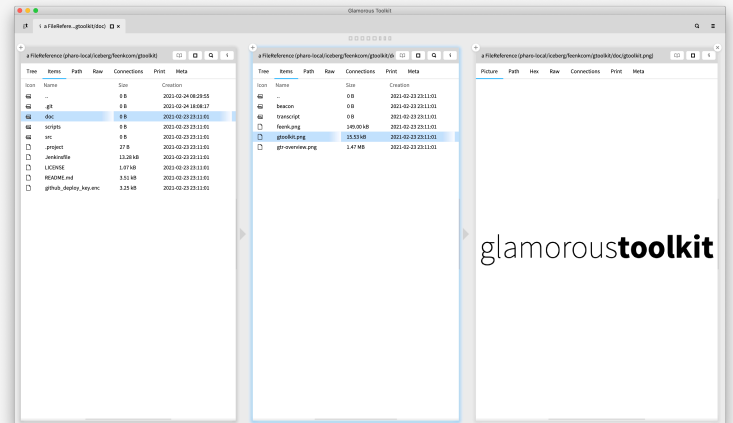 Glamorous Toolkit
a FileRefere...gtoolkit/doc)
a FileReference (pharo-local/iceberg/feenkcom/gtoolkit)
Tree Items Path Raw Connections Print Meta
Icon Name Size Creation
.. 0 B 2021-02-24 08:29:55
.git 0 B 2021-02-24 18:08:17
doc 0 B 2021-02-23 23:11:01
scripts 0 B 2021-02-23 23:11:01
src 0 B 2021-02-23 23:11:01
.project 27 B 2021-02-23 23:11:01
Jenkinsfile 13.28 kB 2021-02-23 23:11:01
LICENSE 1.07 kB 2021-02-23 23:11:01
README.md 3.51 kB 2021-02-23 23:11:01
github_deploy_key.enc 3.25 kB 2021-02-23 23:11:01
a FileReference (pharo-local/iceberg/feenkcom/gtoolkit/d
Tree Items Path Raw Connections Print Meta
Icon Name Size Creation
.. 0 B 2021-02-23 23:11:01
beacon 0 B 2021-02-23 23:11:01
transcript 0 B 2021-02-23 23:11:01
feenk.png 149.00 kB 2021-02-23 23:11:01
gtoolkit.png 15.53 kB 2021-02-23 23:11:01
gtr-overview.png 1.47 MB 2021-02-23 23:11:01
a FileReference (pharo-local/iceberg/feenkcom/gtoolkit/doc/gtoolkit.png)
Picture Path Hex Raw Connections Print Meta
glamoroustoolkit